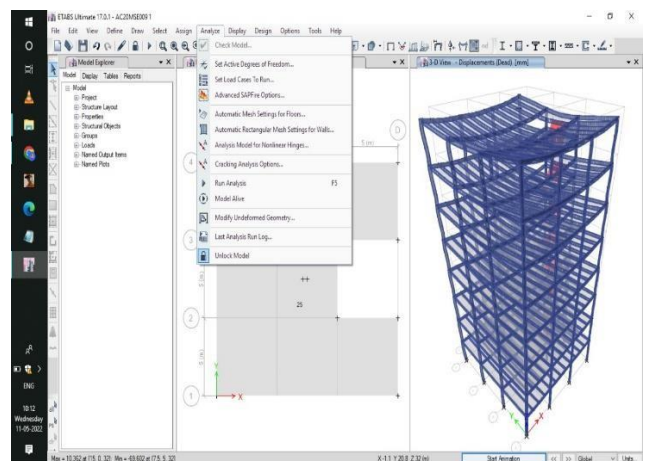 ETABS Ultimate 17.0.1 - AC20MSE009 1
File Edit View Define Draw Select Assign Analyze Display Design Options Tools Help
Model Explorer
Model Display Tables Reports
Model
Project
Structure Layout
Properties
Structural Objects
Groups
Loads
Named Output Items
Named Plots
Check Model...
Set Active Degrees of Freedom...
Set Load Cases To Run...
Advanced SAPFire Options...
Automatic Mesh Settings for Floors...
Automatic Rectangular Mesh Settings for Walls...
Analysis Model for Nonlinear Hinges...
Cracking Analysis Options...
Run Analysis F5
Model Alive
Modify Undeformed Geometry...
Last Analysis Run Log...
Unlock Model
3-D View - Displacements (Dead) [mm]
D
4
3
2
1
25
Y
X
Y
X
ENG
10:12
Wednesday
11-05-2022
Start Animation
Global
Units...